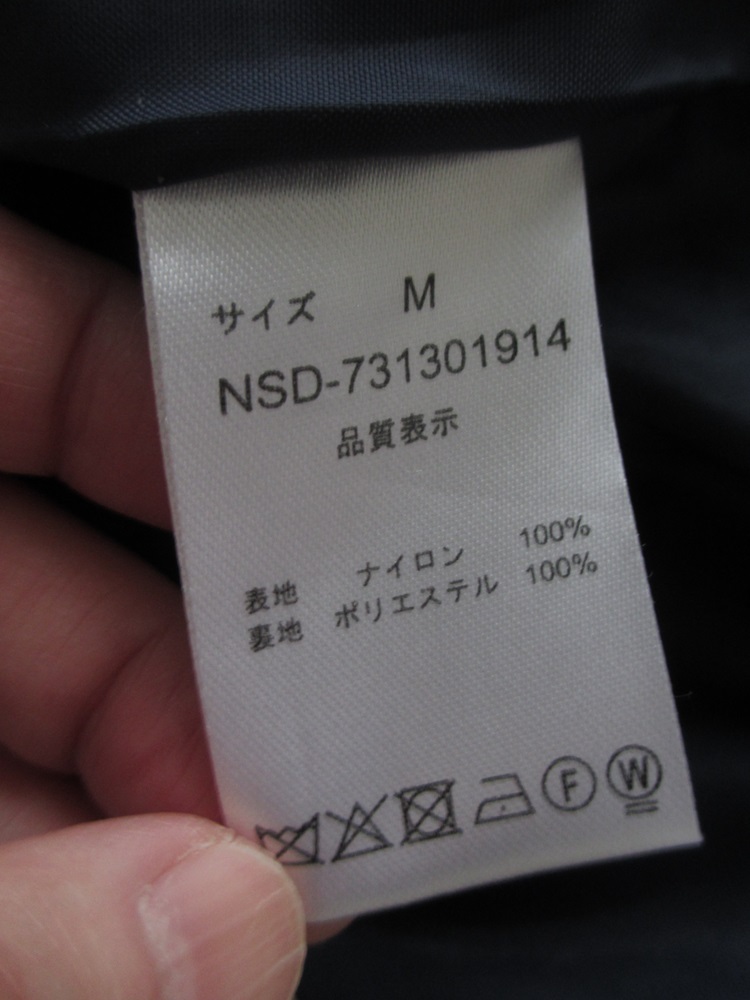 サイズ M
NSD-731301914
品質表示
表地 ナイロン 100%
裏地 ポリエステル 100%
F W